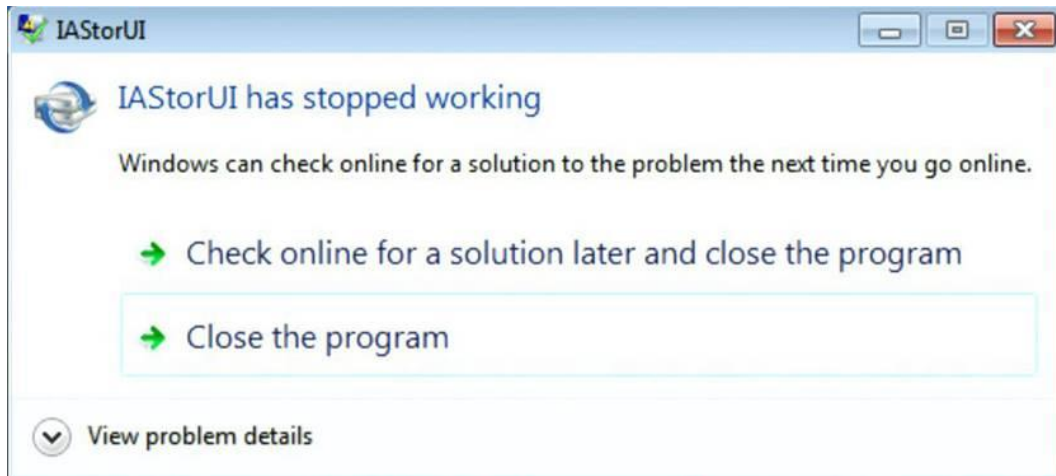 IAStorUI
IAStorUI has stopped working
Windows can check online for a solution to the problem the next time you go online.
Check online for a solution later and close the program
Close the program
View problem details